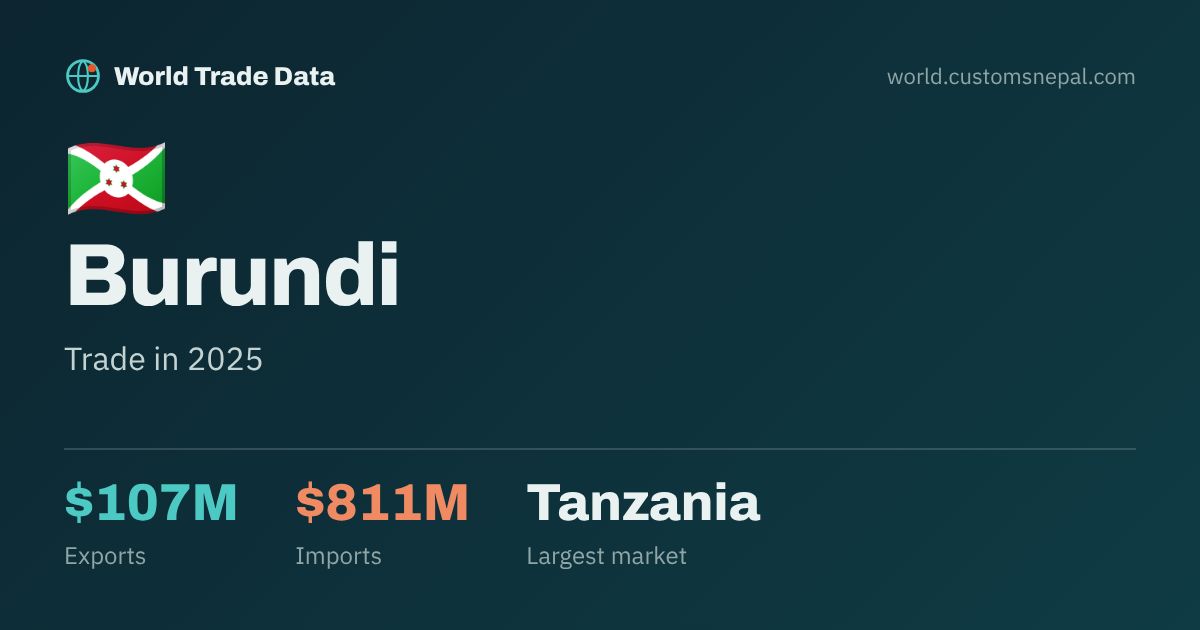 World Trade Data
world.customsnepal.com
Burundi
Trade in 2025
$107M
Exports
$811M
Imports
Tanzania
Largest market